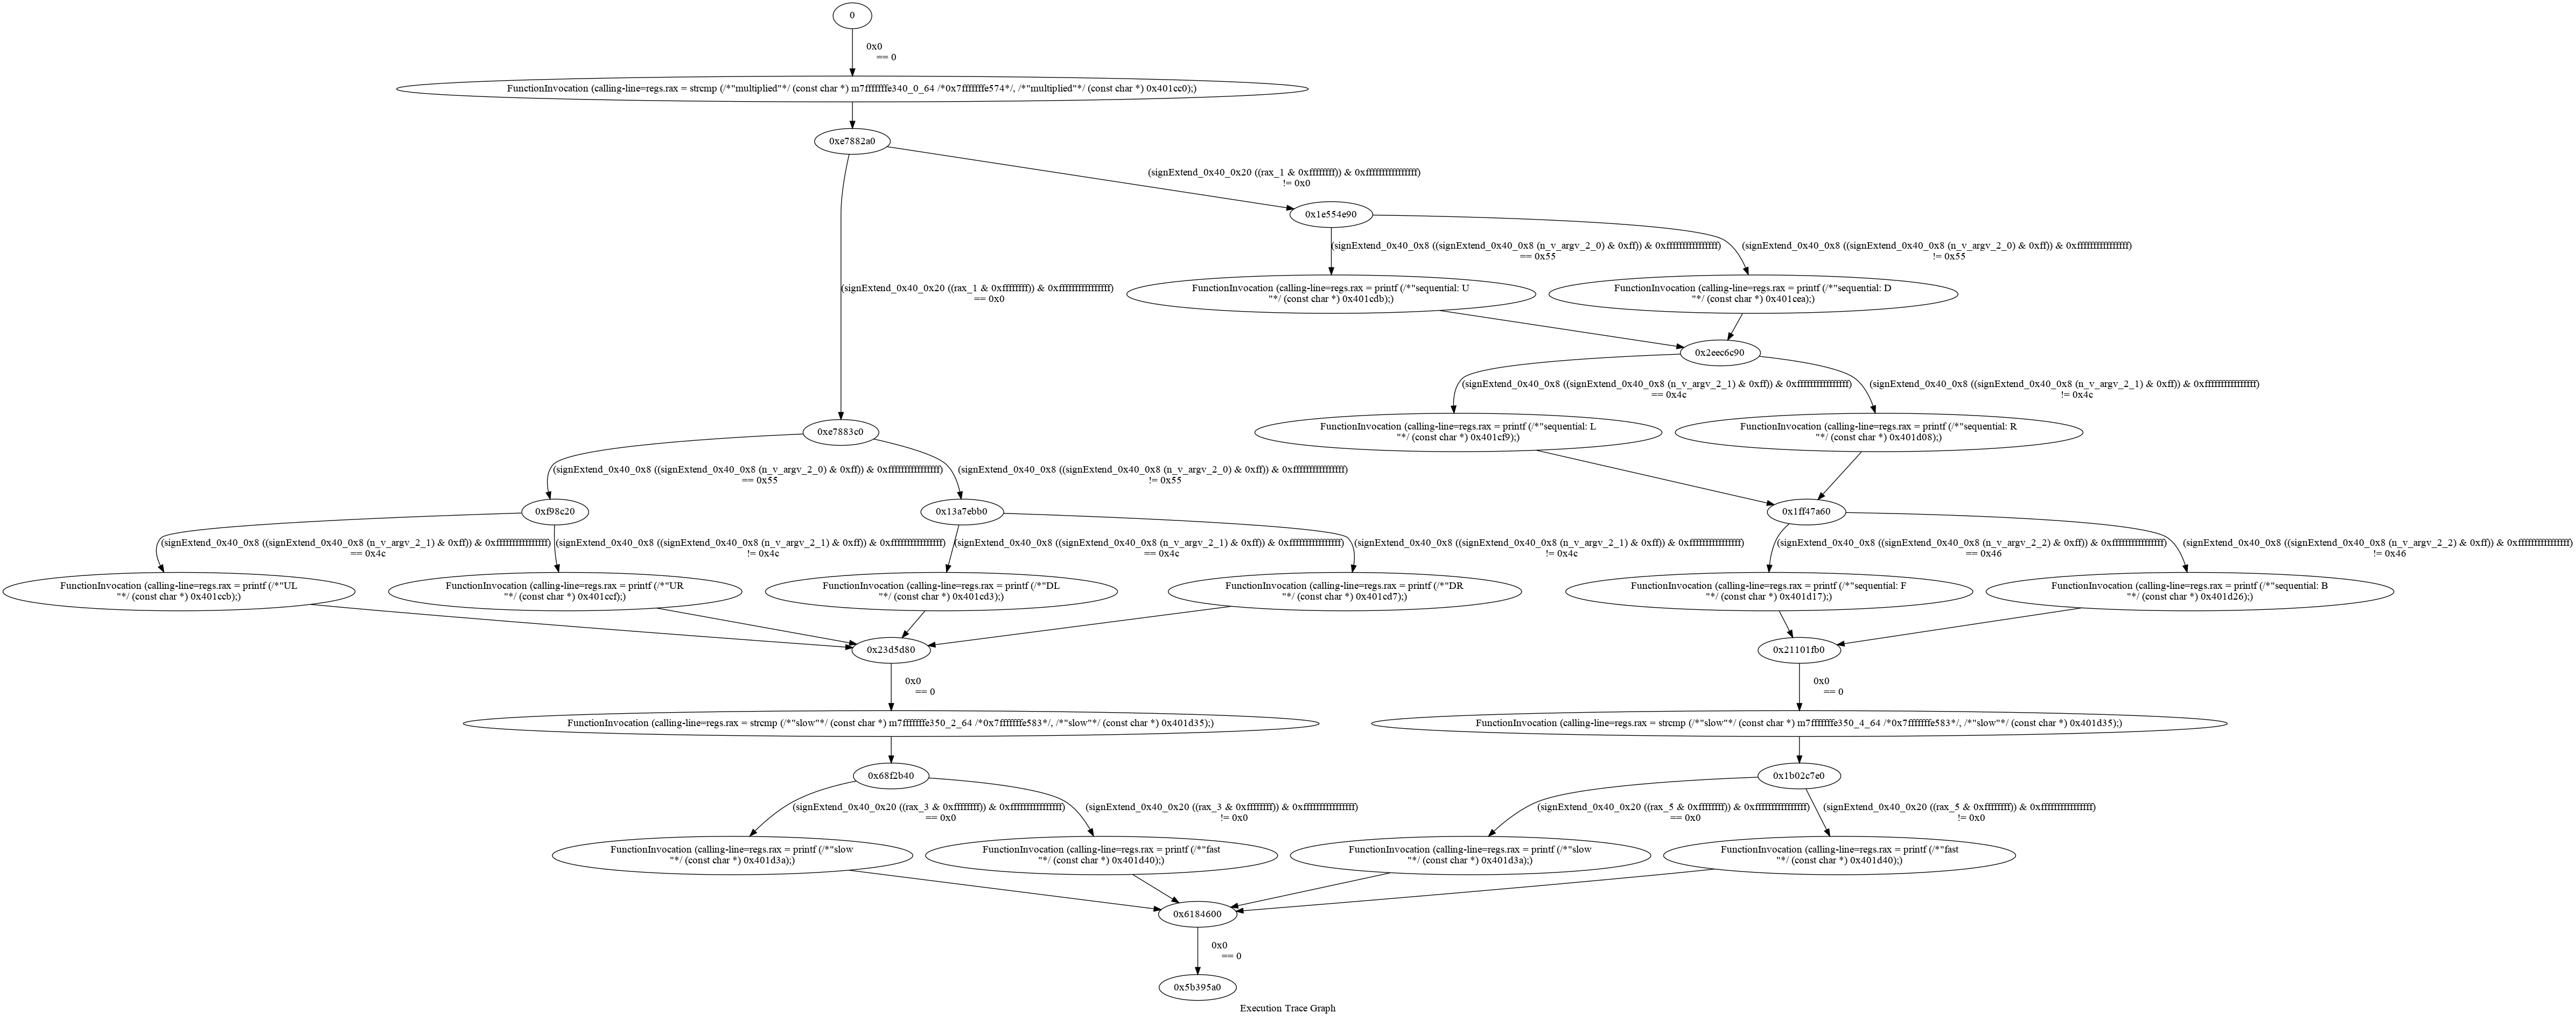 0
0x0
== 0
FunctionInvocation (calling-line=regs.rax = strcmp (/*"multiplied"*/ (const char *) m7fffffffe340_0_64 /*0x7fffffffe574*/, /*"multiplied"*/ (const char *) 0x401cc0);)
0xe7882a0
(signExtend_0x40_0x20 ((rax_1 & 0xffffffff)) & 0xffffffffffffffff)
!= 0x0
0x1e554e90
(signExtend_0x40_0x8 ((signExtend_0x40_0x8 (n_v_argv_2_0) & 0xff)) & 0xffffffffffffffff)
== 0x55
(signExtend_0x40_0x8 ((signExtend_0x40_0x8 (n_v_argv_2_0) & 0xff)) & 0xffffffffffffffff)
!= 0x55
(signExtend_0x40_0x20 ((rax_1 & 0xffffffff)) & 0xffffffffffffffff)
== 0x0
FunctionInvocation (calling-line=regs.rax = printf (/*"sequential: U
"*/ (const char *) 0x401cdb);)
FunctionInvocation (calling-line=regs.rax = printf (/*"sequential: D
"*/ (const char *) 0x401cea);)
0x2eec6c90
(signExtend_0x40_0x8 ((signExtend_0x40_0x8 (n_v_argv_2_1) & 0xff)) & 0xffffffffffffffff)
== 0x4c
(signExtend_0x40_0x8 ((signExtend_0x40_0x8 (n_v_argv_2_1) & 0xff)) & 0xffffffffffffffff)
!= 0x4c
0xe7883c0
FunctionInvocation (calling-line=regs.rax = printf (/*"sequential: L
"*/ (const char *) 0x401cf9);)
FunctionInvocation (calling-line=regs.rax = printf (/*"sequential: R
"*/ (const char *) 0x401d08);)
(signExtend_0x40_0x8 ((signExtend_0x40_0x8 (n_v_argv_2_0) & 0xff)) & 0xffffffffffffffff)
== 0x55
(signExtend_0x40_0x8 ((signExtend_0x40_0x8 (n_v_argv_2_0) & 0xff)) & 0xffffffffffffffff)
!= 0x55
0xf98c20
0x13a7ebb0
0x1ff47a60
(signExtend_0x40_0x8 ((signExtend_0x40_0x8 (n_v_argv_2_1) & 0xff)) & 0xffffffffffffffff)
== 0x4c
(signExtend_0x40_0x8 ((signExtend_0x40_0x8 (n_v_argv_2_1) & 0xff)) & 0xffffffffffffffff)
!= 0x4c
(signExtend_0x40_0x8 ((signExtend_0x40_0x8 (n_v_argv_2_1) & 0xff)) & 0xffffffffffffffff)
== 0x4c
(signExtend_0x40_0x8 ((signExtend_0x40_0x8 (n_v_argv_2_1) & 0xff)) & 0xffffffffffffffff)
!= 0x4c
(signExtend_0x40_0x8 ((signExtend_0x40_0x8 (n_v_argv_2_2) & 0xff)) & 0xffffffffffffffff)
== 0x46
(signExtend_0x40_0x8 ((signExtend_0x40_0x8 (n_v_argv_2_2) & 0xff)) & 0xffffffffffffffff)
!= 0x46
FunctionInvocation (calling-line=regs.rax = printf (/*"UL
"*/ (const char *) 0x401ccb);)
FunctionInvocation (calling-line=regs.rax = printf (/*"UR
"*/ (const char *) 0x401ccf);)
FunctionInvocation (calling-line=regs.rax = printf (/*"DL
"*/ (const char *) 0x401cd3);)
FunctionInvocation (calling-line=regs.rax = printf (/*"DR
"*/ (const char *) 0x401cd7);)
FunctionInvocation (calling-line=regs.rax = printf (/*"sequential: F
"*/ (const char *) 0x401d17);)
FunctionInvocation (calling-line=regs.rax = printf (/*"sequential: B
"*/ (const char *) 0x401d26);)
0x23d5d80
0x21101fb0
0x0
== 0
0x0
== 0
FunctionInvocation (calling-line=regs.rax = strcmp (/*"slow"*/ (const char *) m7fffffffe350_2_64 /*0x7fffffffe583*/, /*"slow"*/ (const char *) 0x401d35);)
FunctionInvocation (calling-line=regs.rax = strcmp (/*"slow"*/ (const char *) m7fffffffe350_4_64 /*0x7fffffffe583*/, /*"slow"*/ (const char *) 0x401d35);)
0x68f2b40
0x1b02c7e0
(signExtend_0x40_0x20 ((rax_3 & 0xffffffff)) & 0xffffffffffffffff)
== 0x0
(signExtend_0x40_0x20 ((rax_3 & 0xffffffff)) & 0xffffffffffffffff)
!= 0x0
(signExtend_0x40_0x20 ((rax_5 & 0xffffffff)) & 0xffffffffffffffff)
== 0x0
(signExtend_0x40_0x20 ((rax_5 & 0xffffffff)) & 0xffffffffffffffff)
!= 0x0
FunctionInvocation (calling-line=regs.rax = printf (/*"slow
"*/ (const char *) 0x401d3a);)
FunctionInvocation (calling-line=regs.rax = printf (/*"fast
"*/ (const char *) 0x401d40);)
FunctionInvocation (calling-line=regs.rax = printf (/*"slow
"*/ (const char *) 0x401d3a);)
FunctionInvocation (calling-line=regs.rax = printf (/*"fast
"*/ (const char *) 0x401d40);)
0x6184600
0x0
== 0
0x5b395a0
Execution Trace Graph